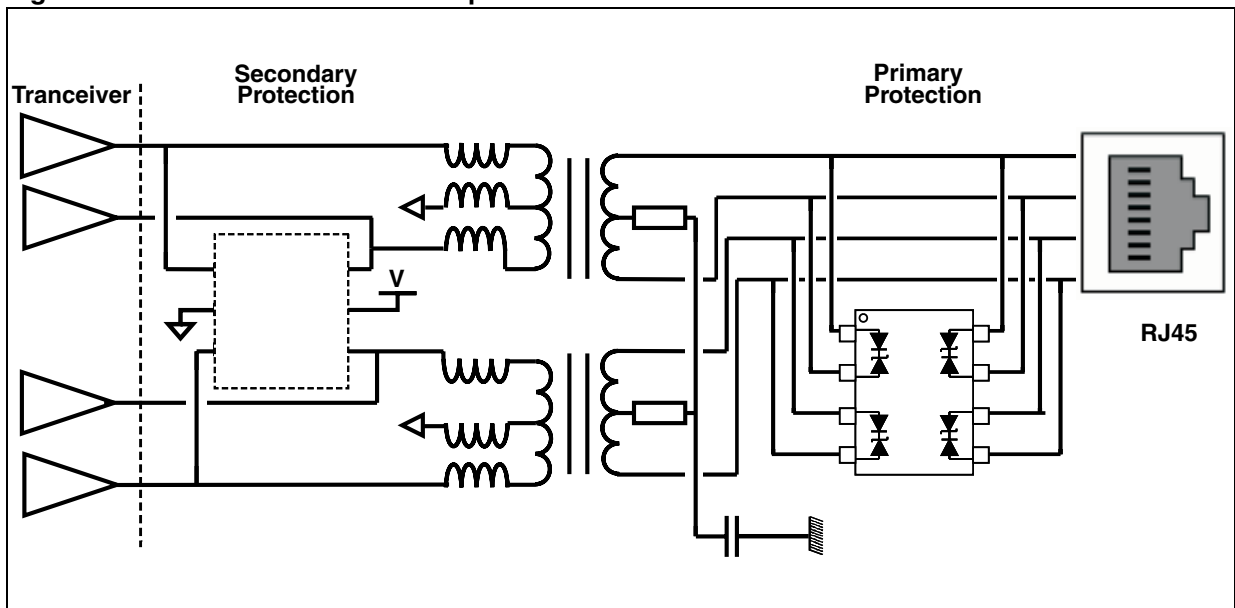 Secondary
Protection
Primary
Protection
Tranceiver
V
RJ45